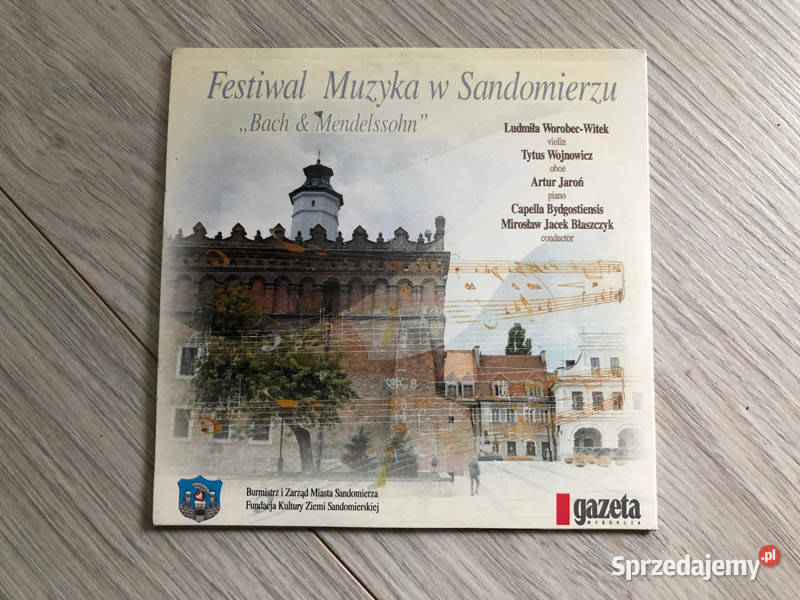 Festiwal Muzyka w Sandomierzu
„Bach & Mendelssohn”
Ludmiła Worobec-Witek
violin
Tytus Wojnowicz
oboe
Artur Jaroń
piano
Capella Bydgostiensis
Mirosław Jacek Błaszczyk
conductor
Burmistrz i Zarząd Miasta Sandomierza
Fundacja Kultury Ziemi Sandomierskiej
gazeta
WYBORCZA
Sprzedajemy.pl